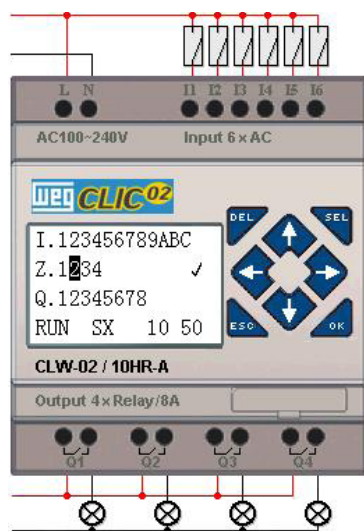 L N I1 I2 I3 I4 I5 I6
AC100~240V Input 6 x AC
weg CLIC 02
DEL SEL
I.123456789ABC
Z.1234 ✓
Q.12345678
RUN SX 10 50
ESC OK
CLW-02 / 10HR-A
Output 4 x Relay/8A
Q1 Q2 Q3 Q4